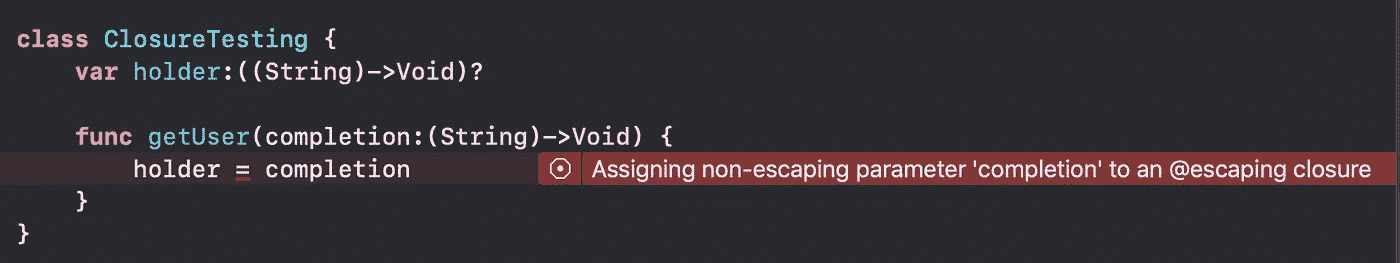 class ClosureTesting {
var holder:((String)->Void)?
func getUser(completion:(String)->Void) {
holder = completion Assigning non-escaping parameter 'completion' to an @escaping closure
}
}